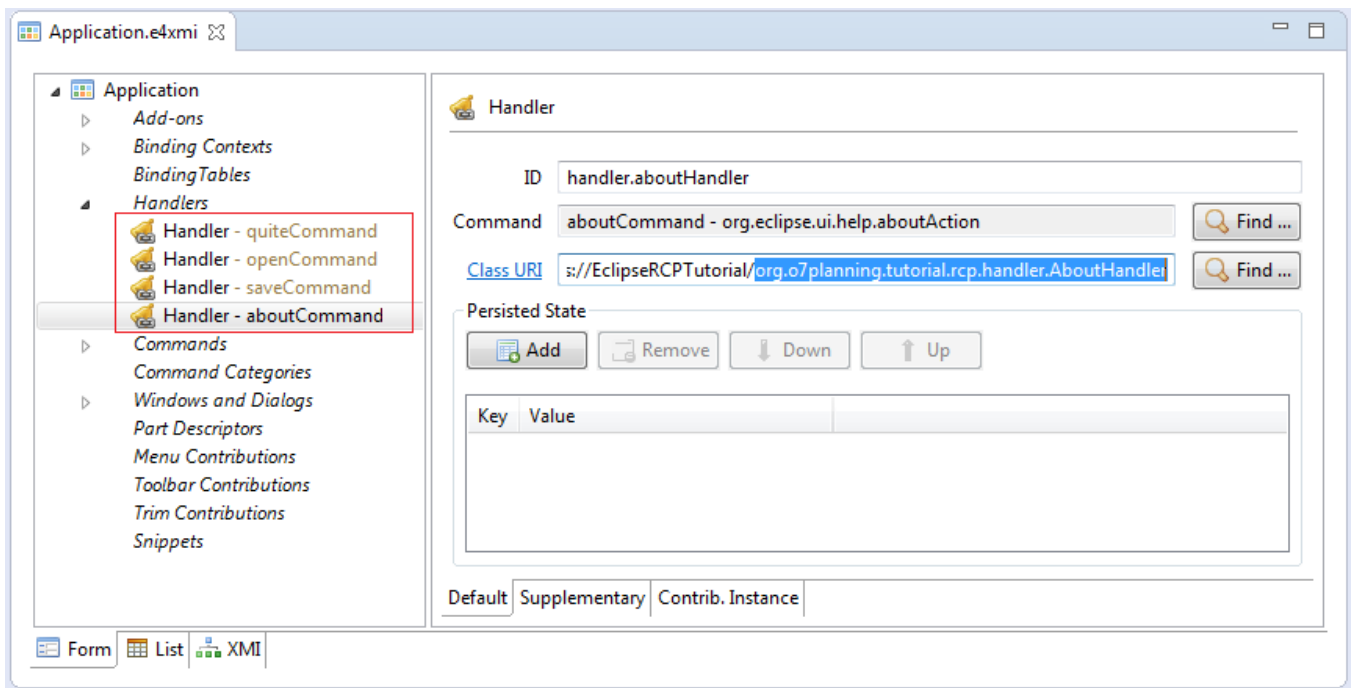 Application.e4xmi
Application
Add-ons
Binding Contexts
BindingTables
Handlers
Handler - quiteCommand
Handler - openCommand
Handler - saveCommand
Handler - aboutCommand
Commands
Command Categories
Windows and Dialogs
Part Descriptors
Menu Contributions
Toolbar Contributions
Trim Contributions
Snippets
Handler
ID handler.aboutHandler
Command aboutCommand - org.eclipse.ui.help.aboutAction Find ...
Class URI s://EclipseRCPTutorial/org.o7planning.tutorial.rcp.handler.AboutHandler Find ...
Persisted State
Add Remove Down Up
Key Value
Default Supplementary Contrib. Instance
Form List XMI